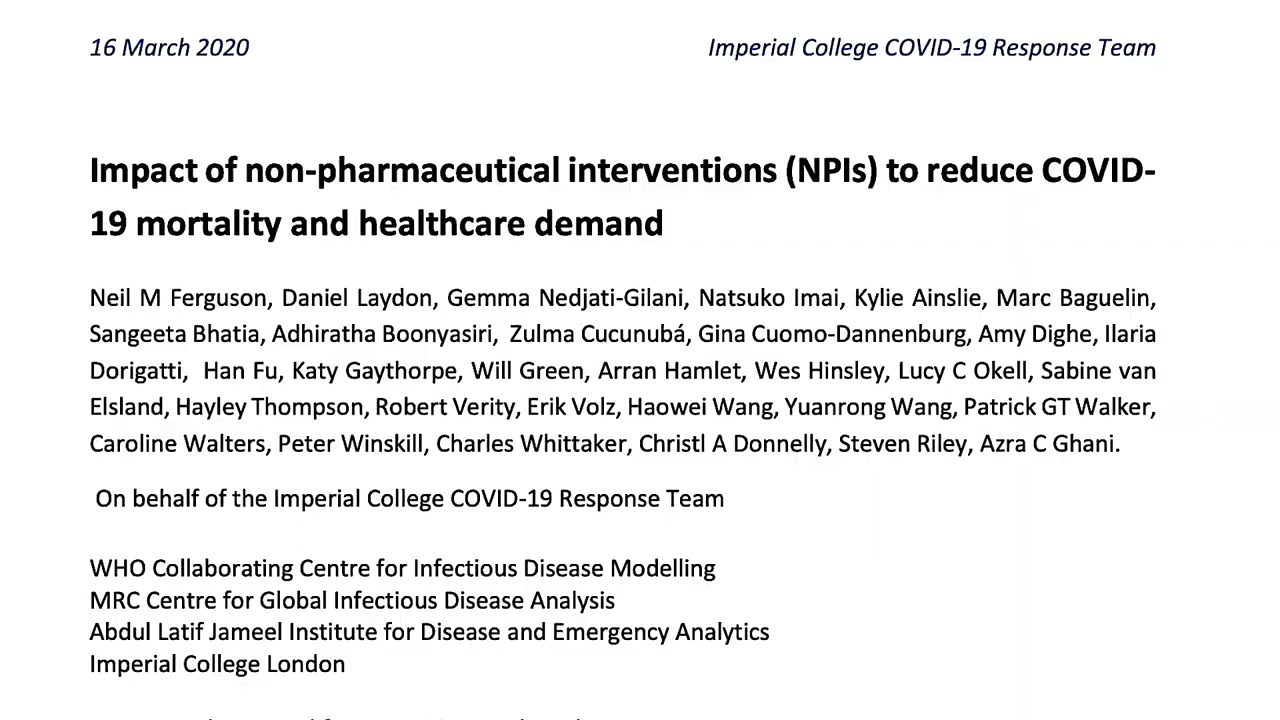 16 March 2020
Imperial College COVID-19 Response Team
Impact of non-pharmaceutical interventions (NPIs) to reduce COVID-
19 mortality and healthcare demand
Neil M Ferguson, Daniel Laydon, Gemma Nedjati-Gilani, Natsuko Imai, Kylie Ainslie, Marc Baguelin,
Sangeeta Bhatia, Adhiratha Boonyasiri, Zulma Cucunubá, Gina Cuomo-Dannenburg, Amy Dighe, Ilaria
Dorigatti, Han Fu, Katy Gaythorpe, Will Green, Arran Hamlet, Wes Hinsley, Lucy C Okell, Sabine van
Elsland, Hayley Thompson, Robert Verity, Erik Volz, Haowei Wang, Yuanrong Wang, Patrick GT Walker,
Caroline Walters, Peter Winskill, Charles Whittaker, Christl A Donnelly, Steven Riley, Azra C Ghani.
On behalf of the Imperial College COVID-19 Response Team
WHO Collaborating Centre for Infectious Disease Modelling
MRC Centre for Global Infectious Disease Analysis
Abdul Latif Jameel Institute for Disease and Emergency Analytics
Imperial College London